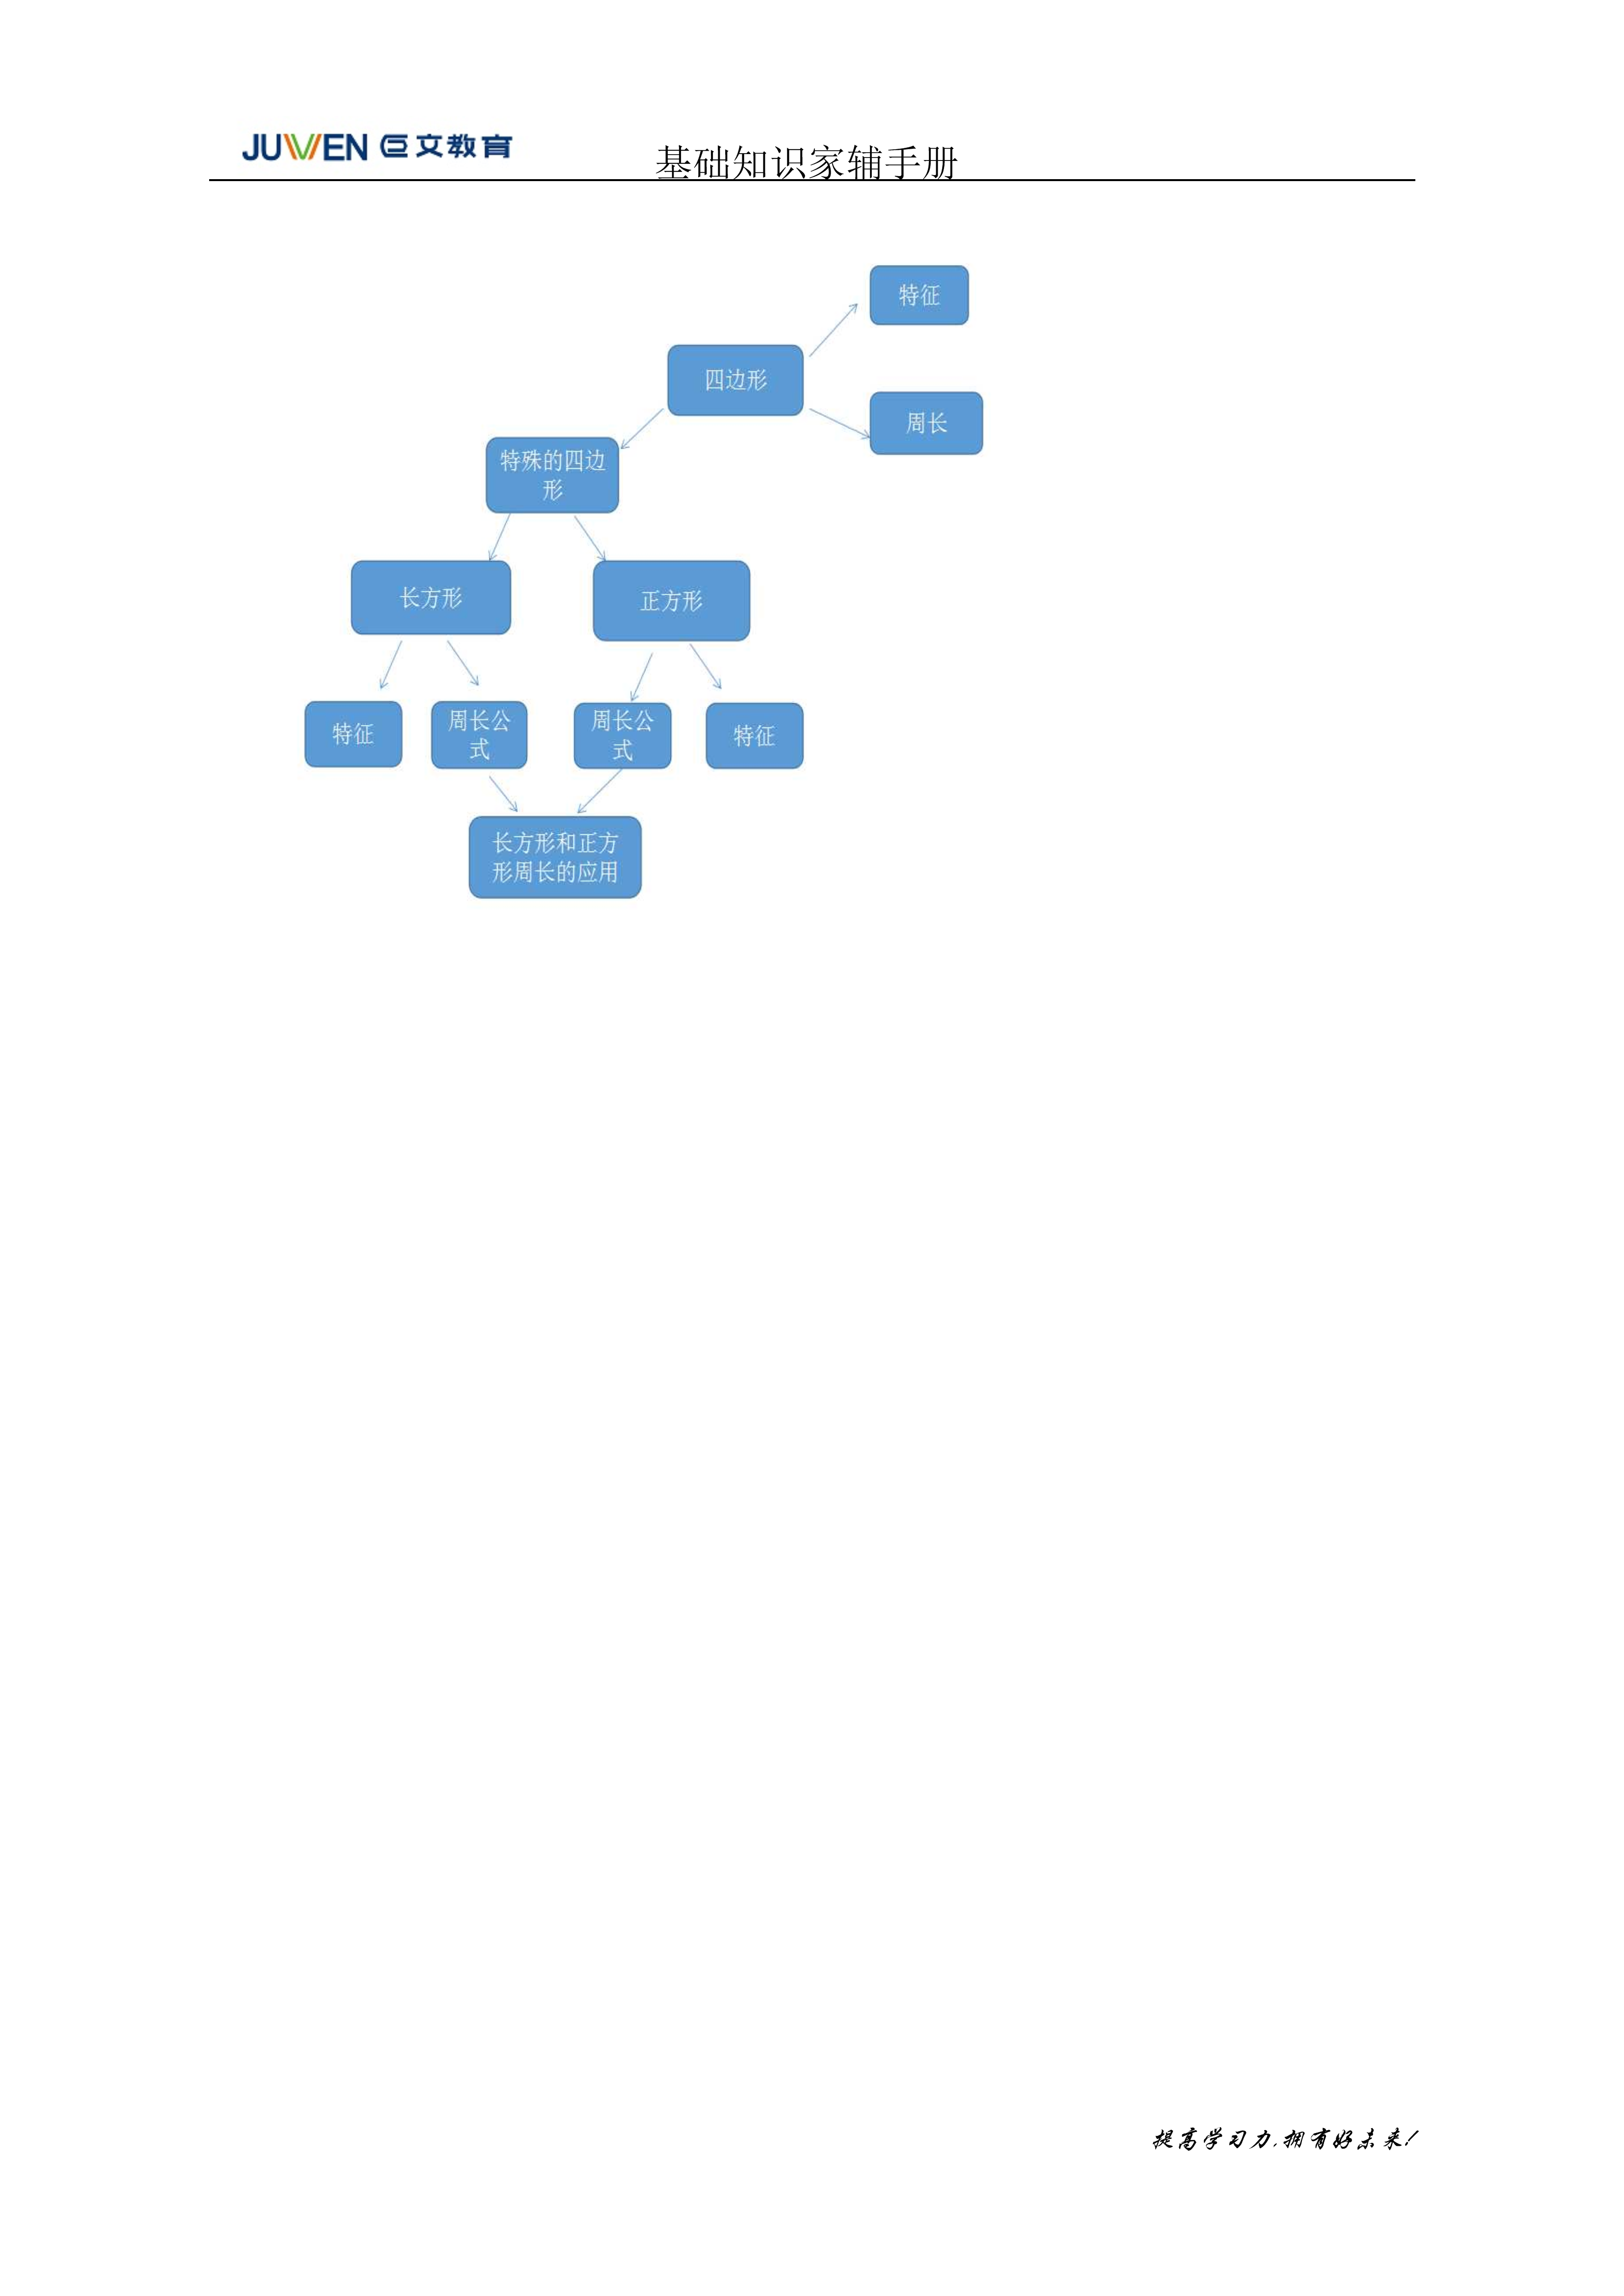 JUWEN 巨文教育
基础知识家辅手册
特征
四边形
周长
特殊的四边
形
长方形
正方形
特征
周长公
式
周长公
式
特征
长方形和正方
形周长的应用
提高学习力,拥有好未来!